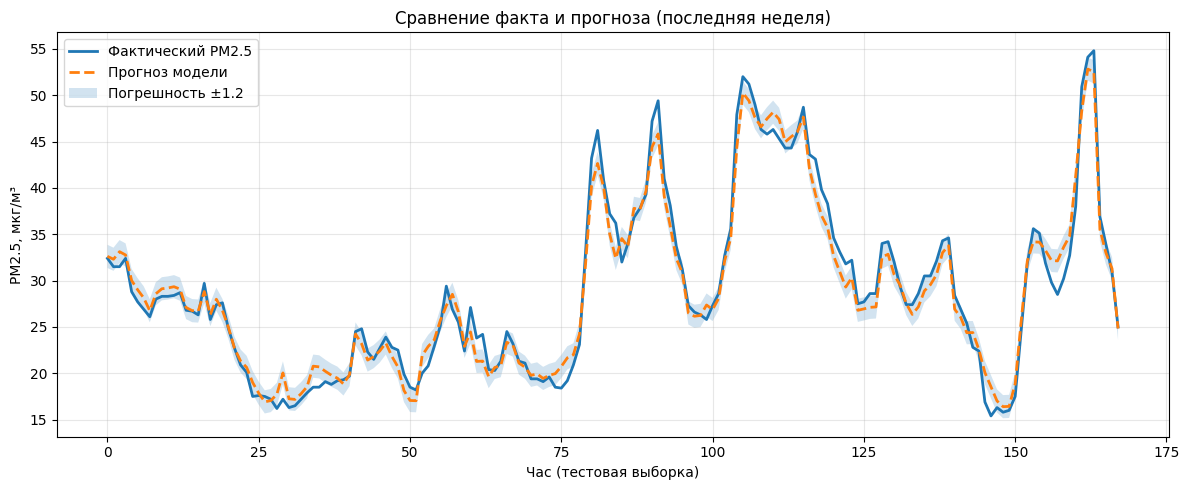 Сравнение факта и прогноза (последняя неделя)
Фактический PM2.5
Прогноз модели
Погрешность ±1.2
PM2.5, мкг/м³
55
50
45
40
35
30
25
20
15
0
25
50
75
100
125
150
175
Час (тестовая выборка)